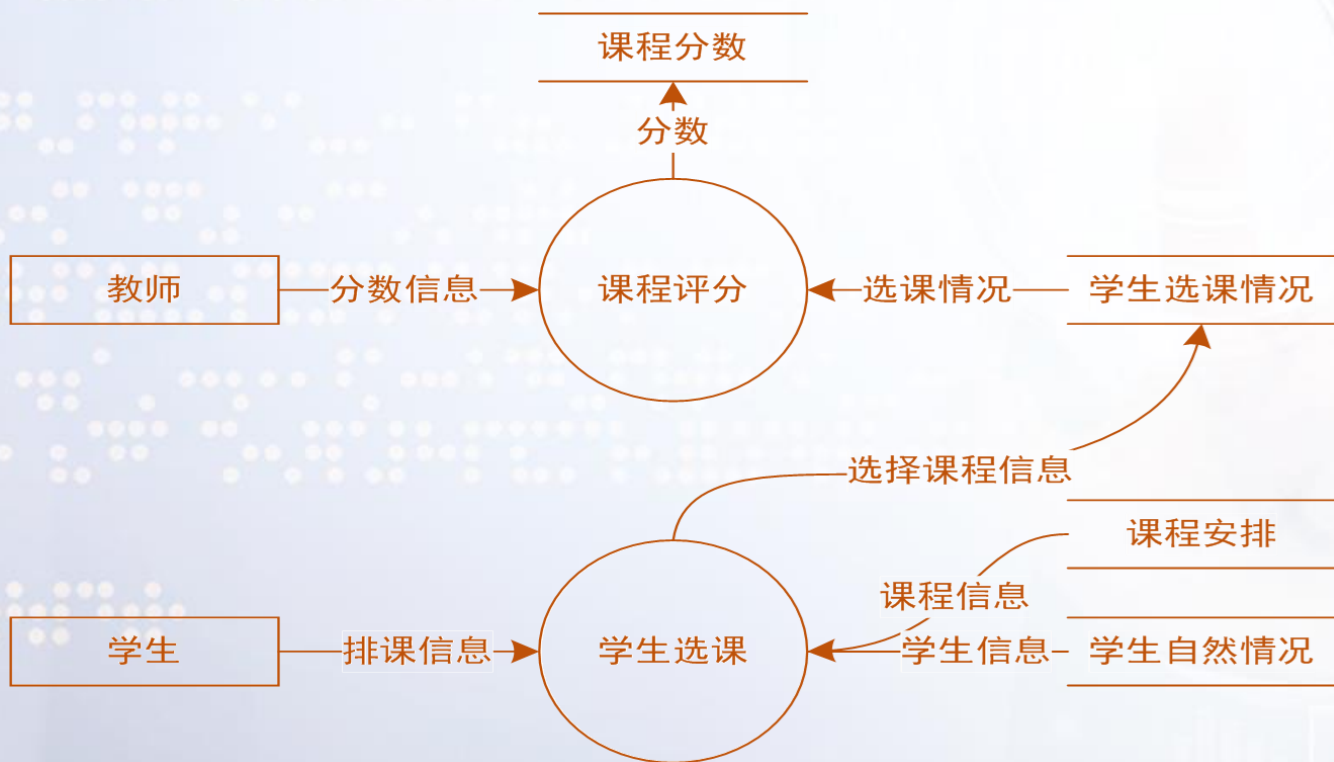 课程分数
分数
教师
分数信息
课程评分
选课情况
学生选课情况
选择课程信息
课程安排
课程信息
学生
排课信息
学生选课
学生信息
学生自然情况